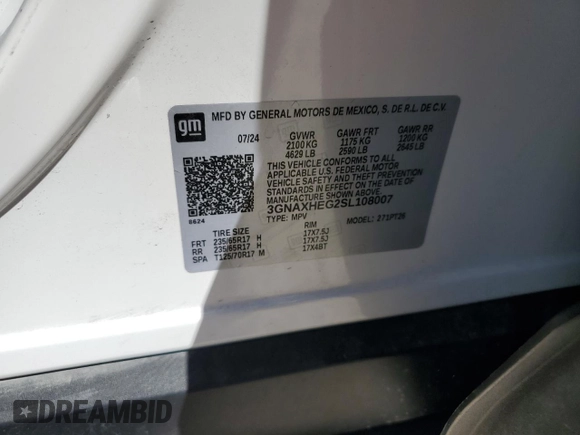 gm
MFD BY GENERAL MOTORS DE MEXICO, S. DE R.L. DE C.V.
07/24 GVWR GAWR FRT GAWR RR
2100 KG 1175 KG 1200 KG
4629 LB 2590 LB 2645 LB
THIS VEHICLE CONFORMS TO ALL
APPLICABLE U.S. FEDERAL MOTOR
VEHICLE SAFETY AND THEFT PREVENTION
STANDARDS IN EFFECT ON THE DATE OF
MANUFACTURE SHOWN ABOVE.
3GNAXHEG2SL108007
8624 TYPE: MPV MODEL: 271PT26
TIRE SIZE RIM
FRT 235/65R17 H 17X7.5J
RR 235/65R17 H 17X7.5J
SPA T125/70R17 M 17X4BT
DREAMBID